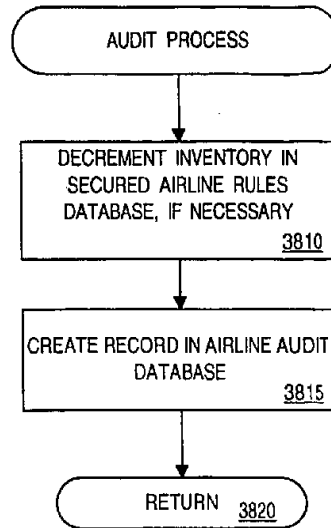 AUDIT PROCESS
DECREMENT INVENTORY IN
SECURED AIRLINE RULES
DATABASE, IF NECESSARY
3810
CREATE RECORD IN AIRLINE AUDIT
DATABASE
3815
RETURN 3820